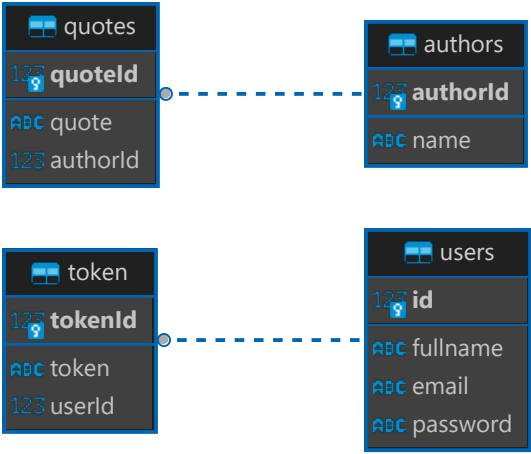 quotes
123 quoteId
ABC quote
123 authorId
authors
123 authorId
ABC name
token
123 tokenId
ABC token
123 userId
users
123 id
ABC fullname
ABC email
ABC password